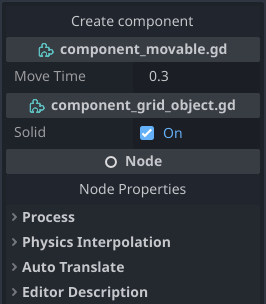 Create component
component_movable.gd
Move Time 0.3
component_grid_object.gd
Solid On
Node
Node Properties
Process
Physics Interpolation
Auto Translate
Editor Description